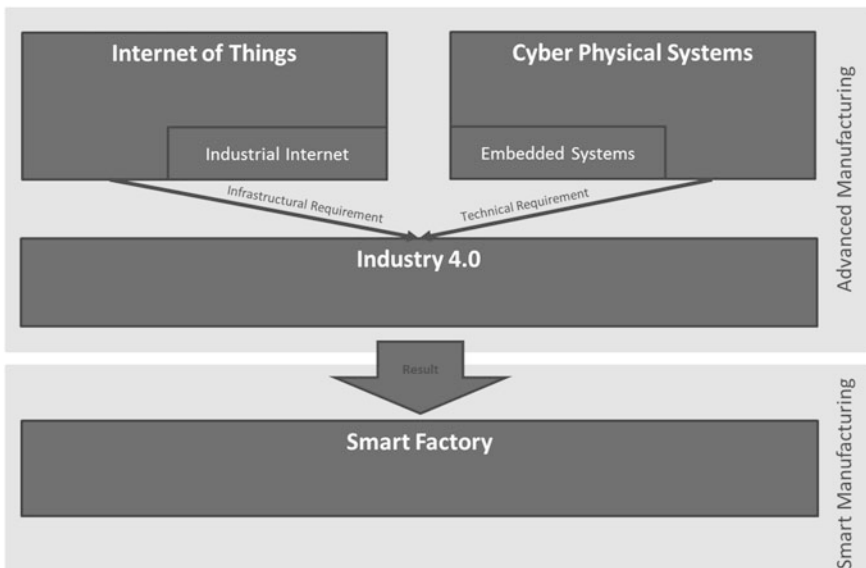 Internet of Things
Cyber Physical Systems
Industrial Internet
Embedded Systems
Infrastructural Requirement
Technical Requirement
Industry 4.0
Advanced Manufacturing
Result
Smart Factory
Smart Manufacturing